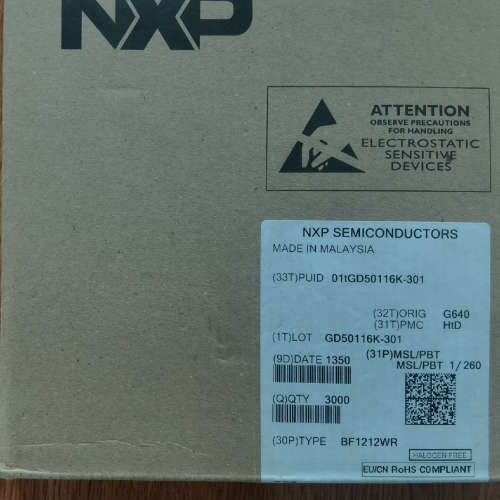 NXP
ATTENTION
OBSERVE PRECAUTIONS
FOR HANDLING
ELECTROSTATIC
SENSITIVE
DEVICES
NXP SEMICONDUCTORS
MADE IN MALAYSIA
(33T)PUID 01tGD50116K-301
(32T)ORIG G640
(31T)PMC HtD
(1T)LOT GD50116K-301
(9D)DATE 1350
(31P)MSL/PBT
MSL/PBT 1/260
(Q)QTY 3000
(30P)TYPE BF1212WR
HALOGEN FREE
EU/CN RoHS COMPLIANT